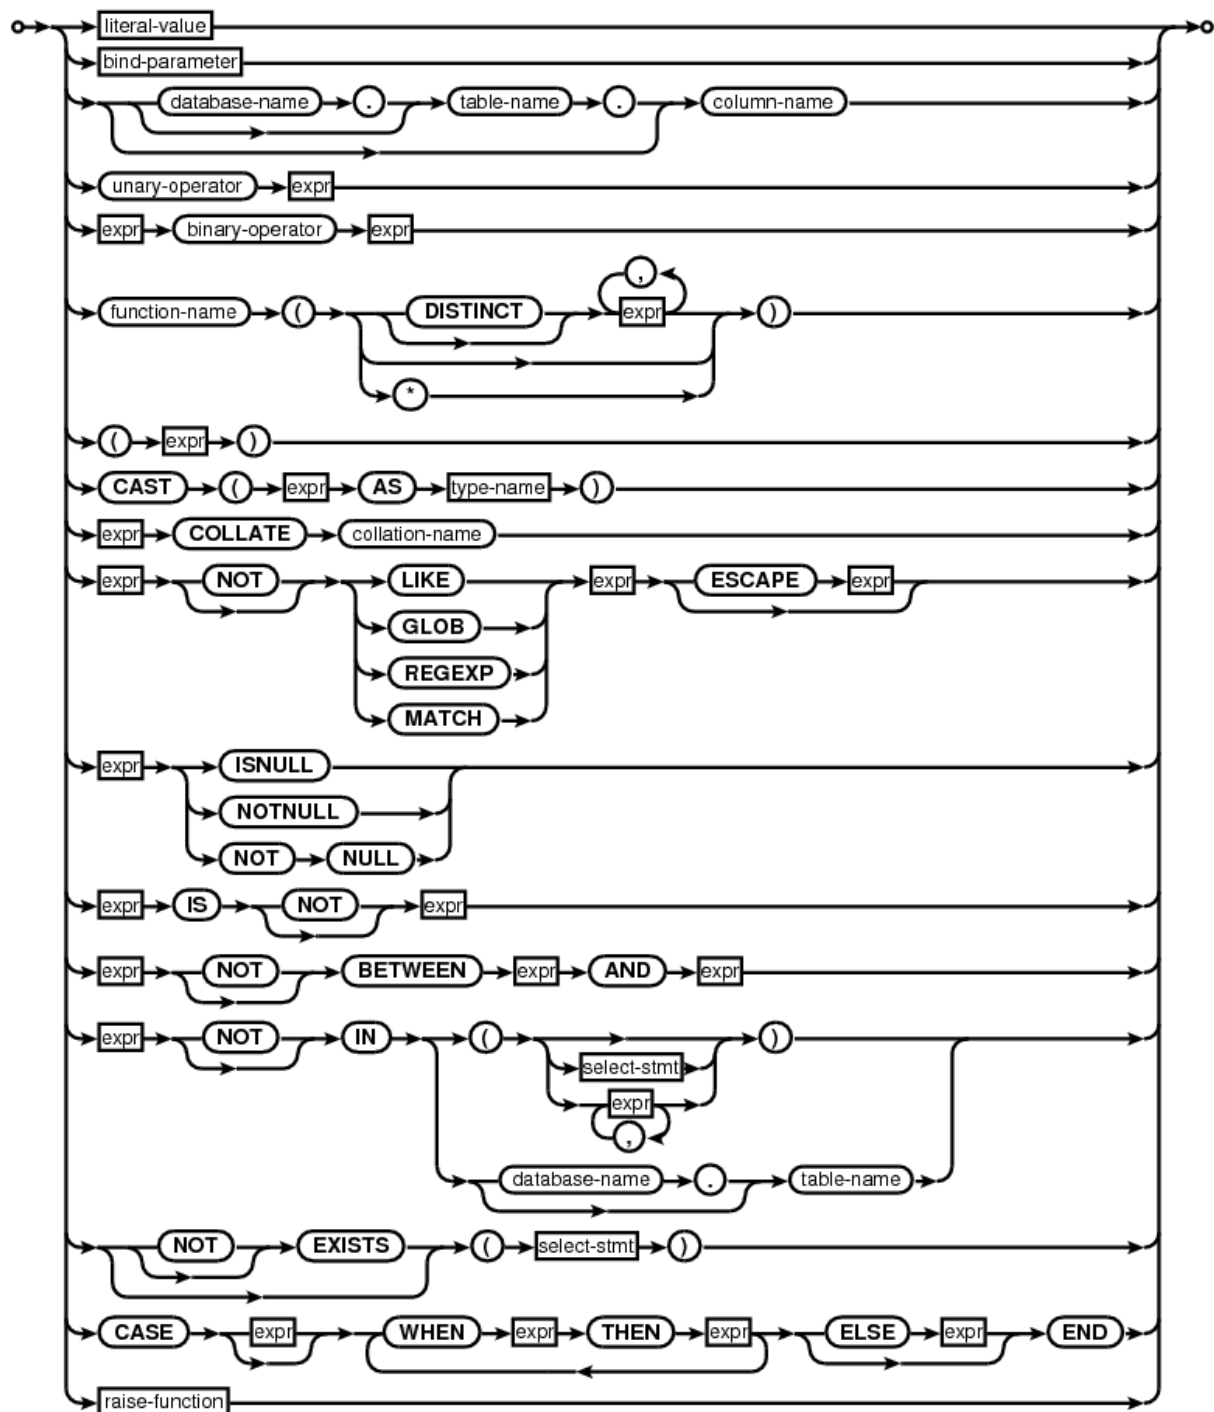 literal-value
bind-parameter
database-name . table-name . column-name
unary-operator expr
expr binary-operator expr
,
function-name ( DISTINCT expr )
*
( expr )
CAST ( expr AS type-name )
expr COLLATE collation-name
expr NOT LIKE expr ESCAPE expr
GLOB
REGEXP
MATCH
expr ISNULL
NOTNULL
NOT NULL
expr IS NOT expr
expr NOT BETWEEN expr AND expr
expr NOT IN ( )
select-stmt
expr
,
database-name . table-name
NOT EXISTS ( select-stmt )
CASE expr WHEN expr THEN expr ELSE expr END
raise-function